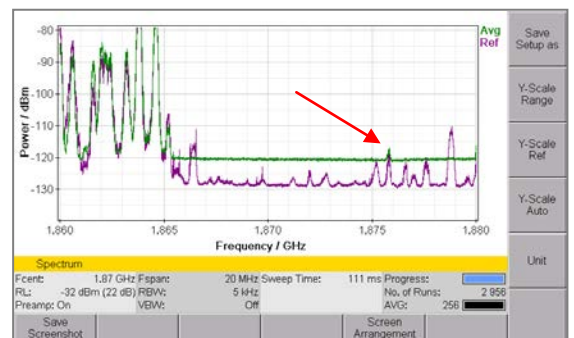 -80
-90
-100
-110
-120
-130
Power / dBm
Avg
Ref
1,860
1,865
1,870
1,875
1,880
Frequency / GHz
Save
Setup as
Y-Scale
Range
Y-Scale
Ref
Y-Scale
Auto
Unit
Spectrum
Fcent: 1.87 GHz Fspan: 20 MHz Sweep Time: 111 ms Progress:
RL: -32 dBm (22 dB) RBW: 5 kHz No. of Runs: 2 956
Preamp: On VBW: Off AVG: 256
Save
Screenshot
Screen
Arrangement